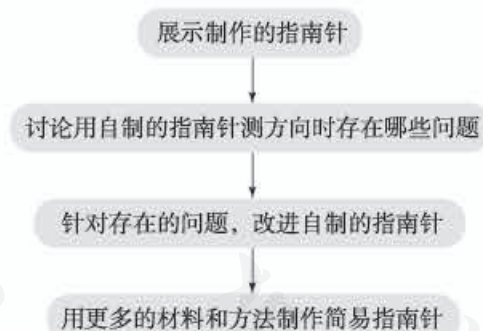 展示制作的指南针
讨论用自制的指南针测方向时存在哪些问题
针对存在的问题，改进自制的指南针
用更多的材料和方法制作简易指南针